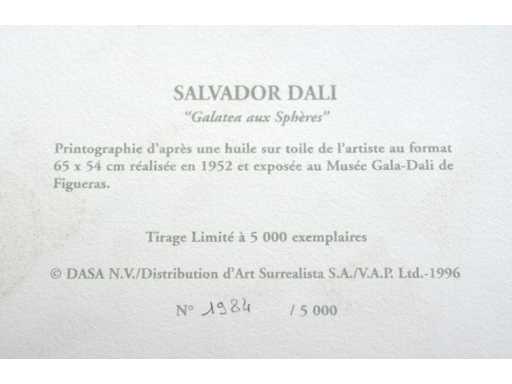 SALVADOR DALI
“Galatea aux Sphères”
Printographie d'après une huile sur toile de l'artiste au format
65 x 54 cm réalisée en 1952 et exposée au Musée Gala-Dali de
Figueras.
Tirage Limité à 5 000 exemplaires
© DASA N.V./Distribution d'Art Surrealista S.A./V.A.P. Ltd.-1996
N° 1984 / 5 000